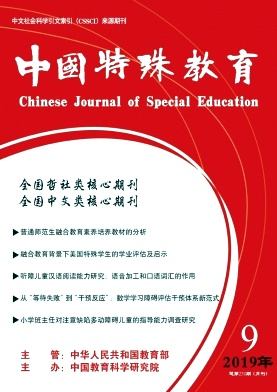 中文社会科学引文索引（CSSCI）来源期刊
中國特殊教育
Chinese Journal of Special Education
全国哲社类核心期刊
全国中文类核心期刊
▶普通师范生融合教育素养培养教材的分析
▶融合教育背景下美国特殊学生的学业评估及启示
▶听障儿童汉语阅读能力研究：语音加工和口语词汇的作用
▶从“等待失败”到“干预反应”：数学学习障碍评估干预体系新范式
▶小学班主任对注意缺陷多动障碍儿童的指导能力调查研究
9
2019年
主 管：中华人民共和国教育部
主 办：中国教育科学研究院